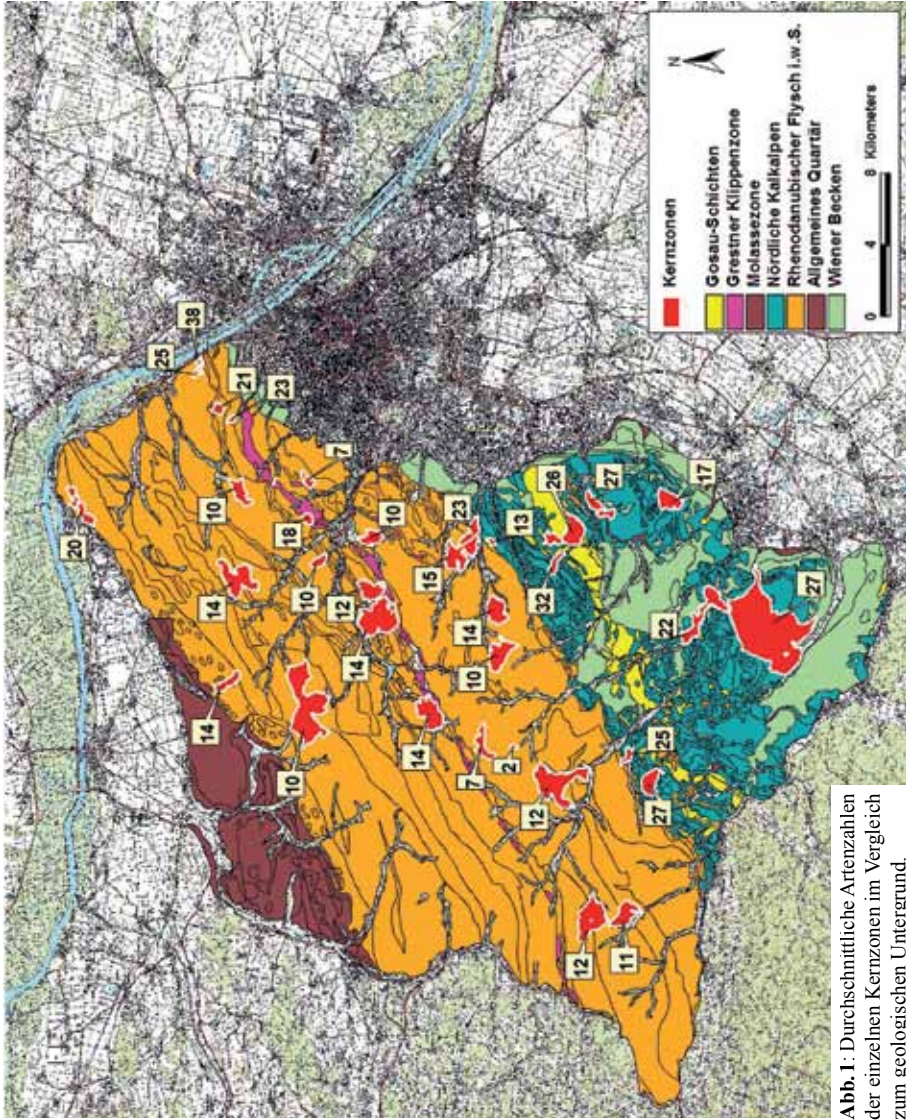 38
25
21
23
7
10
20
18
10
23
14
10
12
15
13
26
27
17
14
14
10
32
22
27
14
10
14
7
2
12
25
27
12
11
N
Kernzonen
Gosau-Schichten
Grestner Klippenzone
Molassezone
Nördliche Kalkalpen
Rhenodanubischer Flysch i.w.S.
Allgemeines Quartär
Wiener Becken
0 4 8 Kilometers
Abb. 1: Durchschnittliche Artenzahlen
der einzelnen Kernzonen im Vergleich
zum geologischen Untergrund.